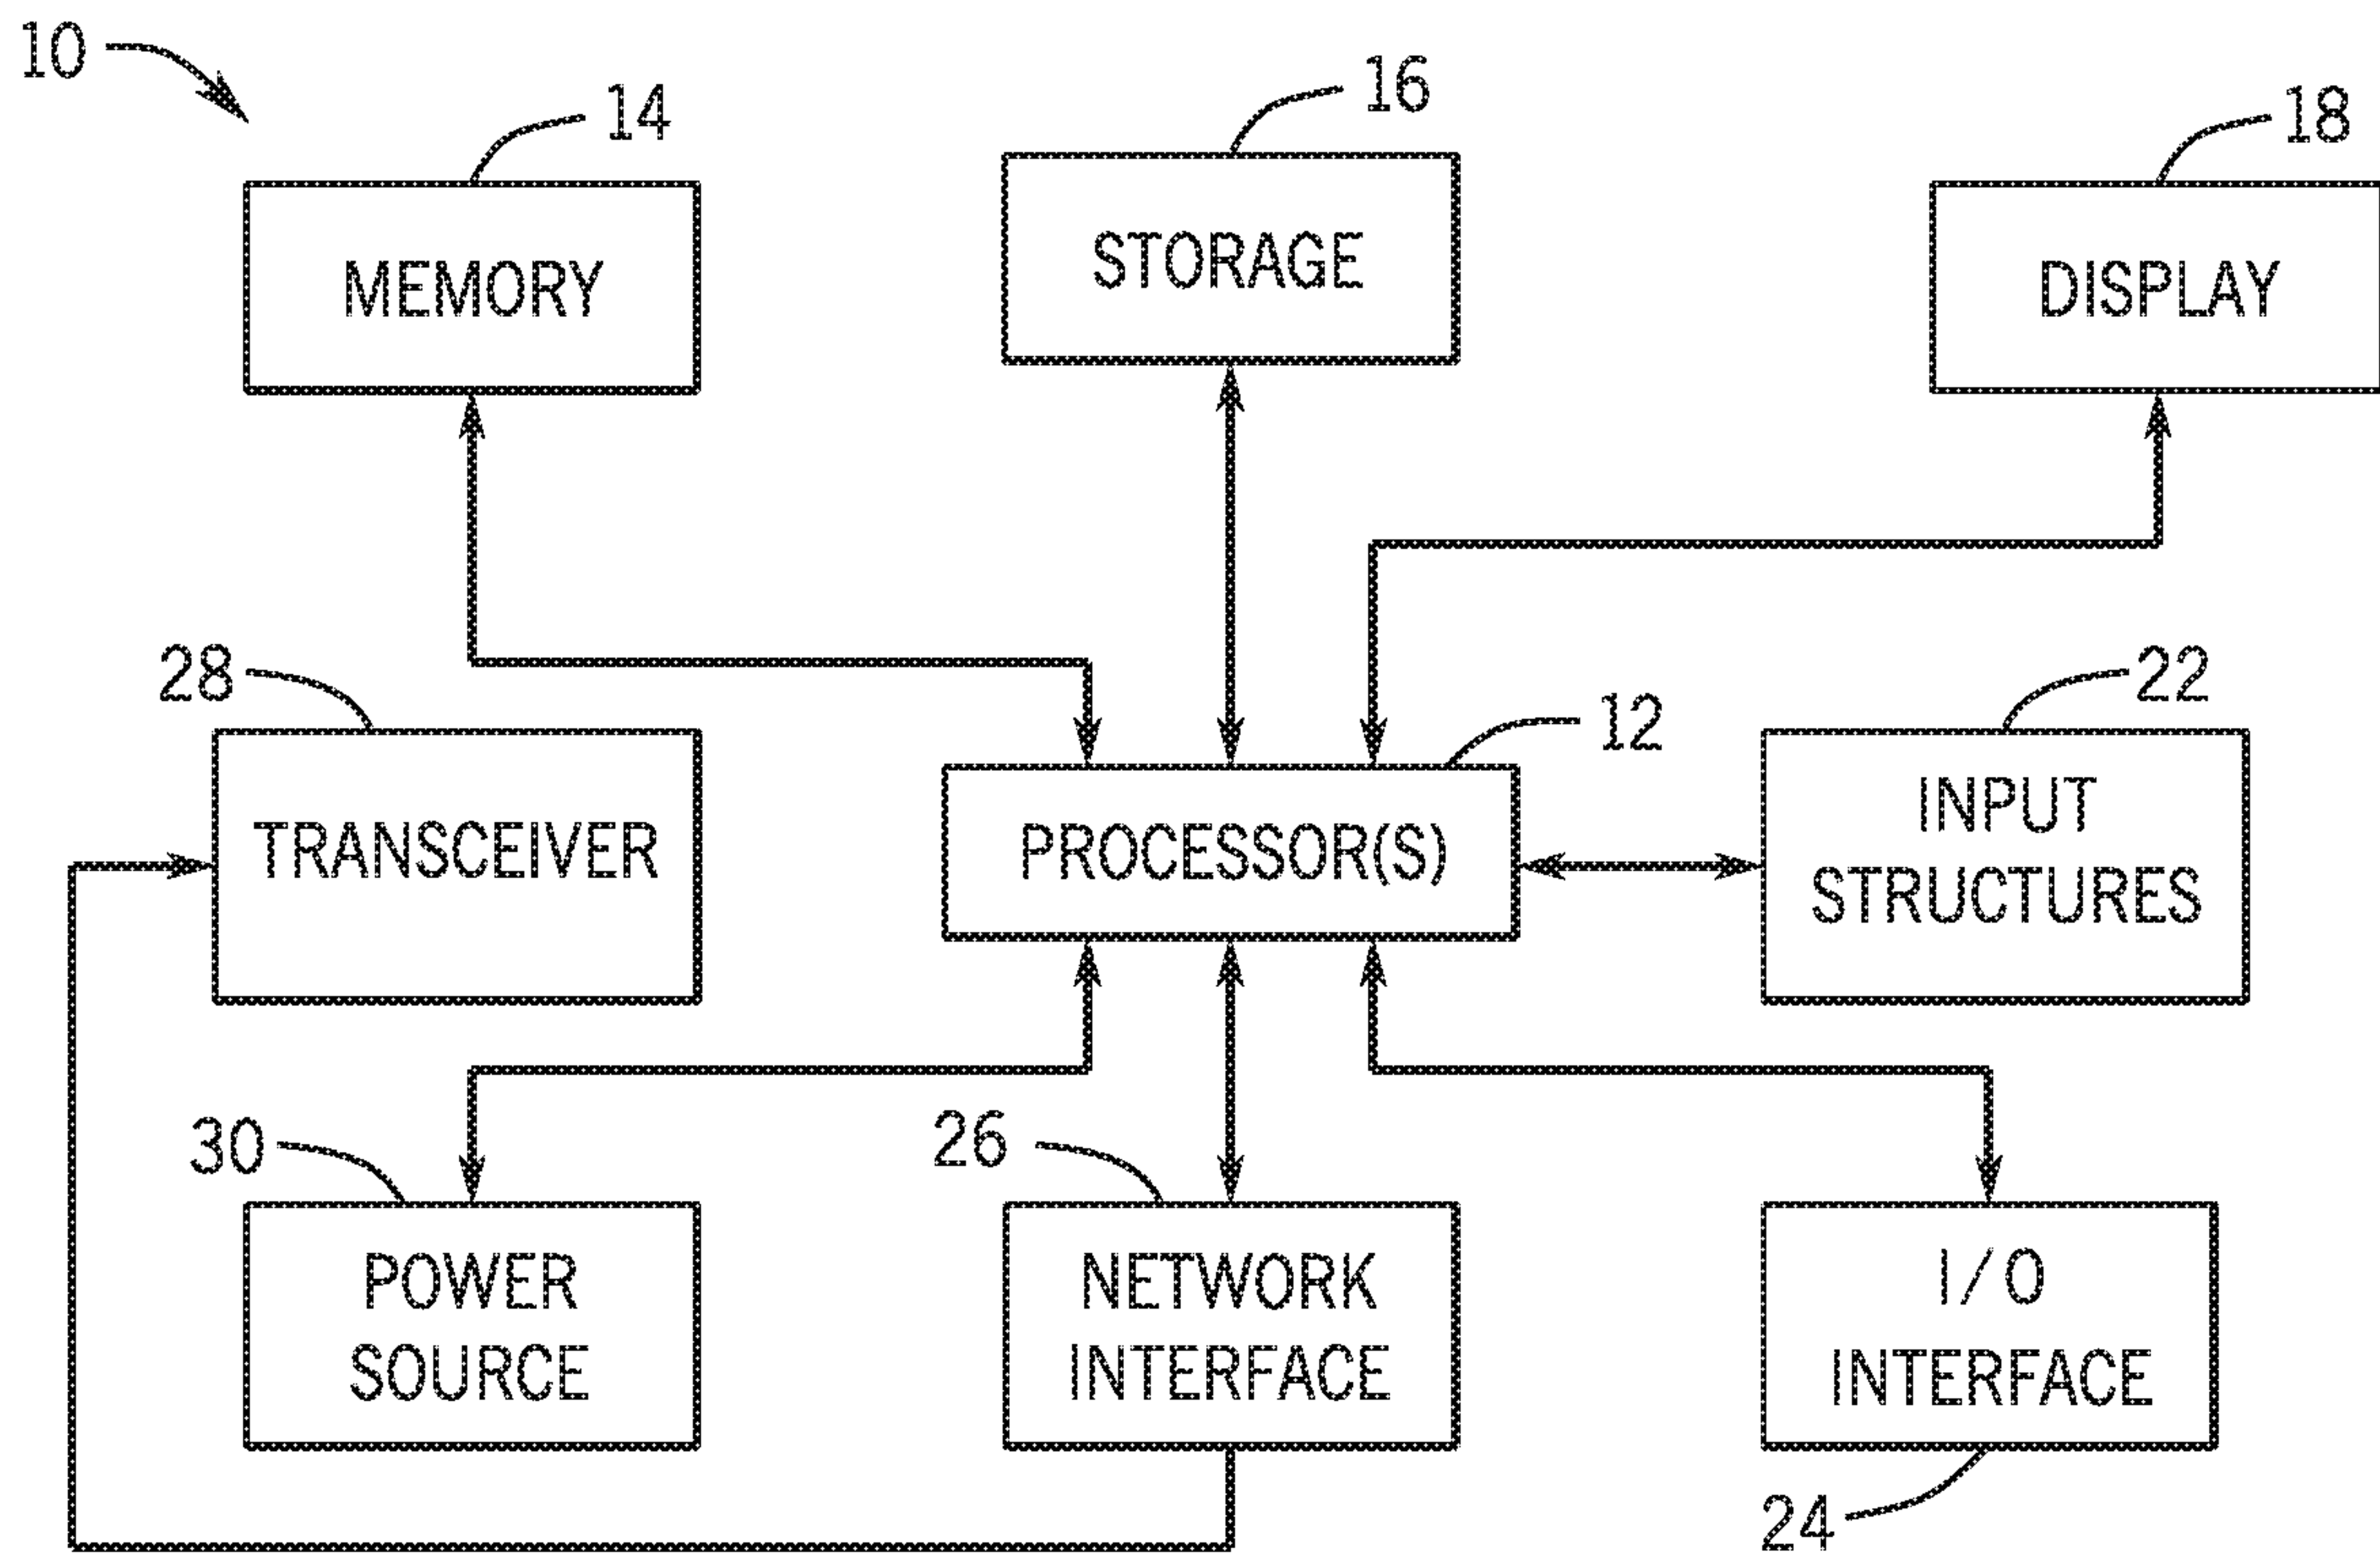 10
14
16
18
MEMORY
STORAGE
DISPLAY
28
12
22
TRANSCEIVER
PROCESSOR(S)
INPUT
STRUCTURES
30
26
POWER
SOURCE
NETWORK
INTERFACE
I/O
INTERFACE
24